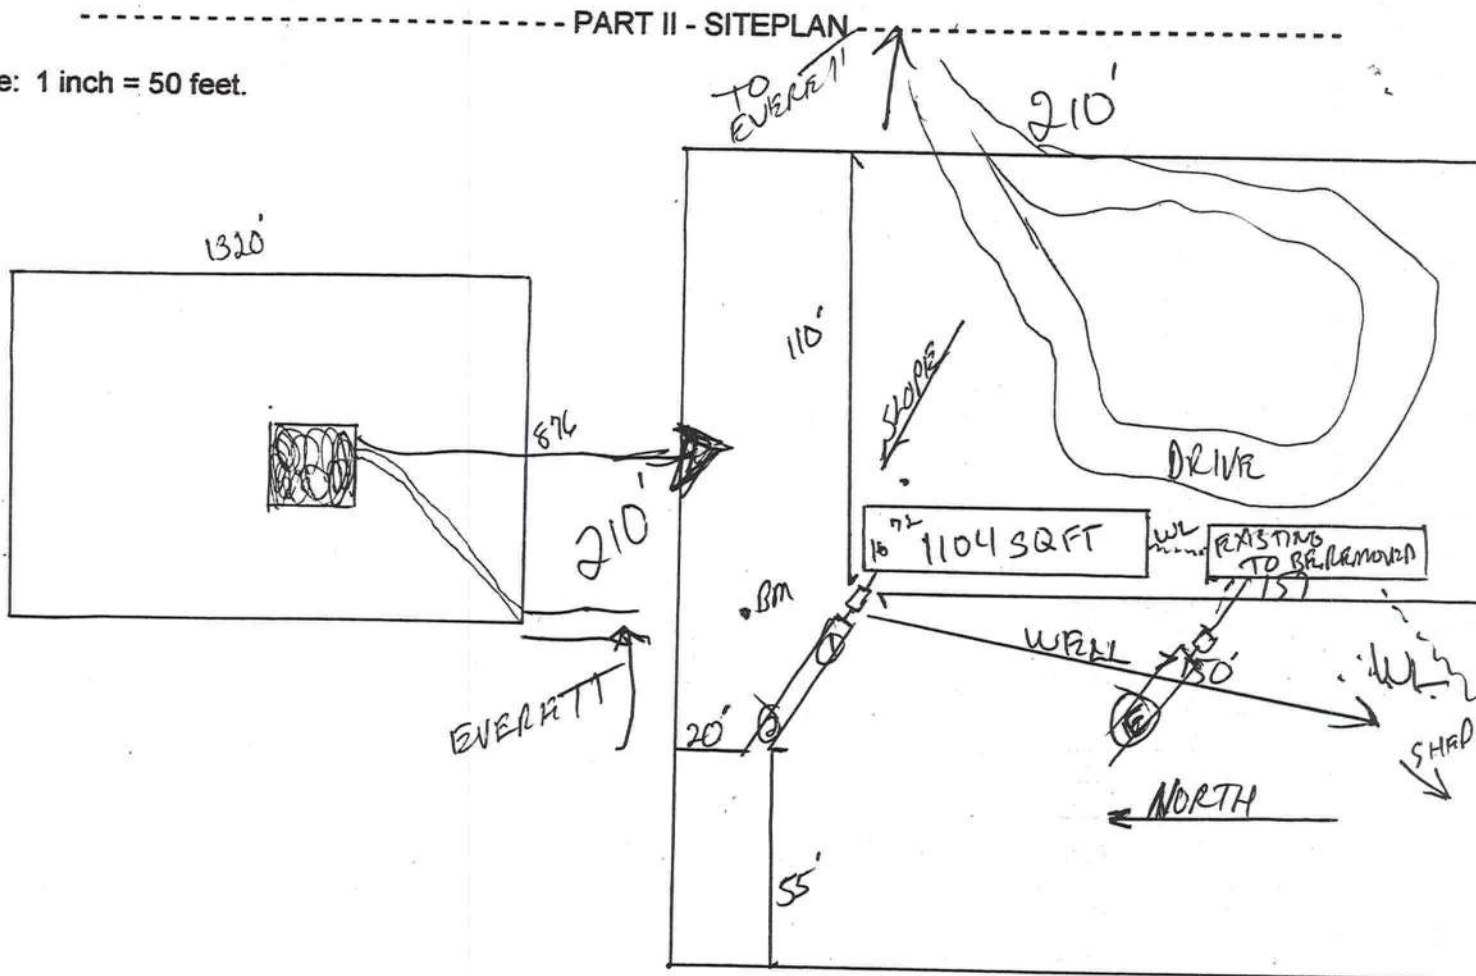 PART II - SITEPLAN
e: 1 inch = 50 feet.
TO
EVERETT
210'
1320'
110'
SLOPE
876
DRIVE
210'
1104 SQFT
WL
EXISTING
TO BE REMOVED
BM
WELL
150'
WL
EVERETT
20'
E
SHED
NORTH
55'